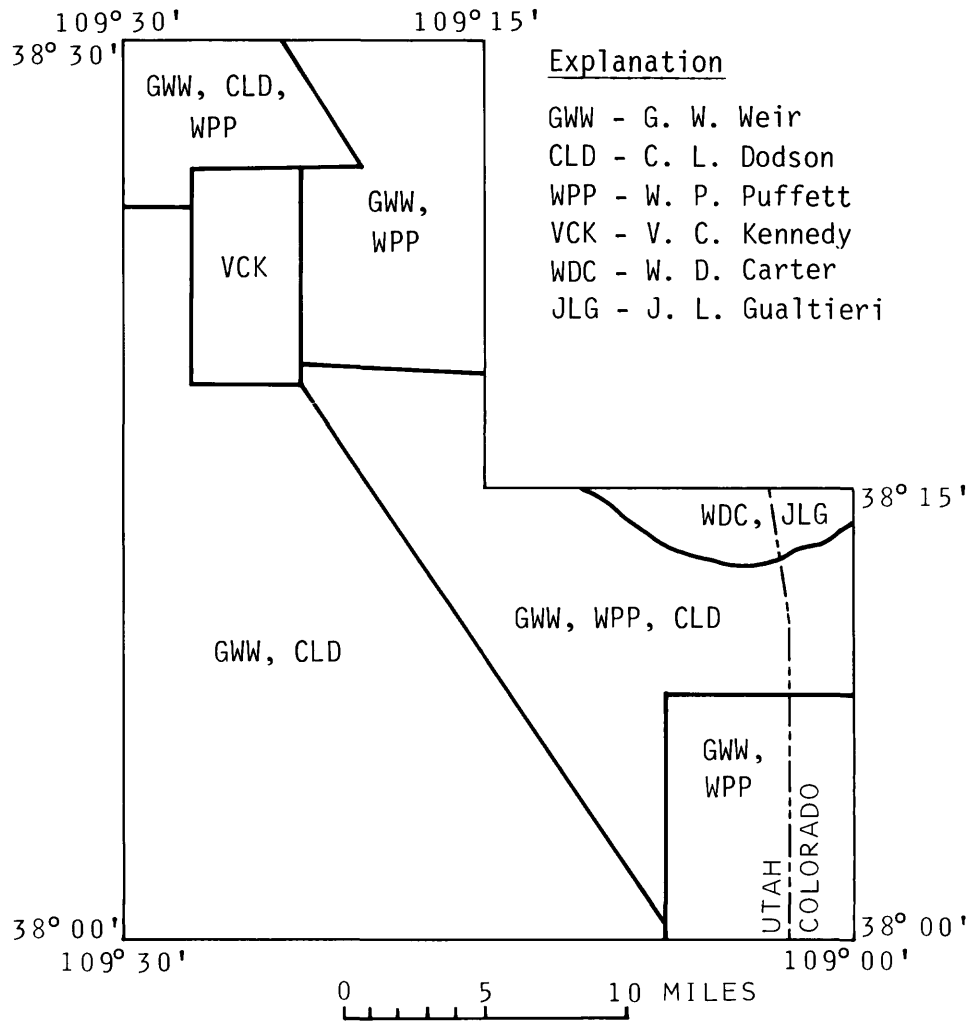 109° 30'
109° 15'
38° 30'
Explanation
GWW, CLD,
WPP
GWW - G. W. Weir
CLD - C. L. Dodson
WPP - W. P. Puffett
VCK - V. C. Kennedy
WDC - W. D. Carter
JLG - J. L. Gualtieri
GWW,
WPP
VCK
38° 15'
WDC, JLG
GWW, WPP, CLD
GWW, CLD
GWW,
WPP
UTAH
COLORADO
38° 00'
38° 00'
109° 30'
109° 00'
0 5 10 MILES